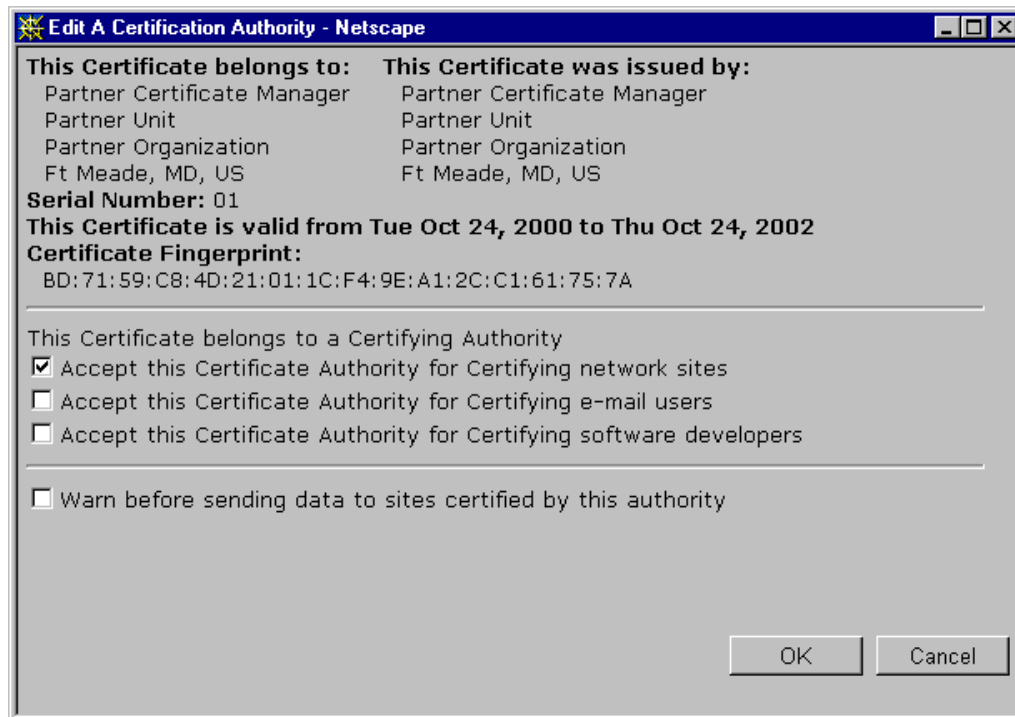 Edit A Certification Authority - Netscape
This Certificate belongs to: This Certificate was issued by:
Partner Certificate Manager Partner Certificate Manager
Partner Unit Partner Unit
Partner Organization Partner Organization
Ft Meade, MD, US Ft Meade, MD, US
Serial Number: 01
This Certificate is valid from Tue Oct 24, 2000 to Thu Oct 24, 2002
Certificate Fingerprint:
BD:71:59:C8:4D:21:01:1C:F4:9E:A1:2C:C1:61:75:7A
This Certificate belongs to a Certifying Authority
Accept this Certificate Authority for Certifying network sites
Accept this Certificate Authority for Certifying e-mail users
Accept this Certificate Authority for Certifying software developers
Warn before sending data to sites certified by this authority
OK Cancel